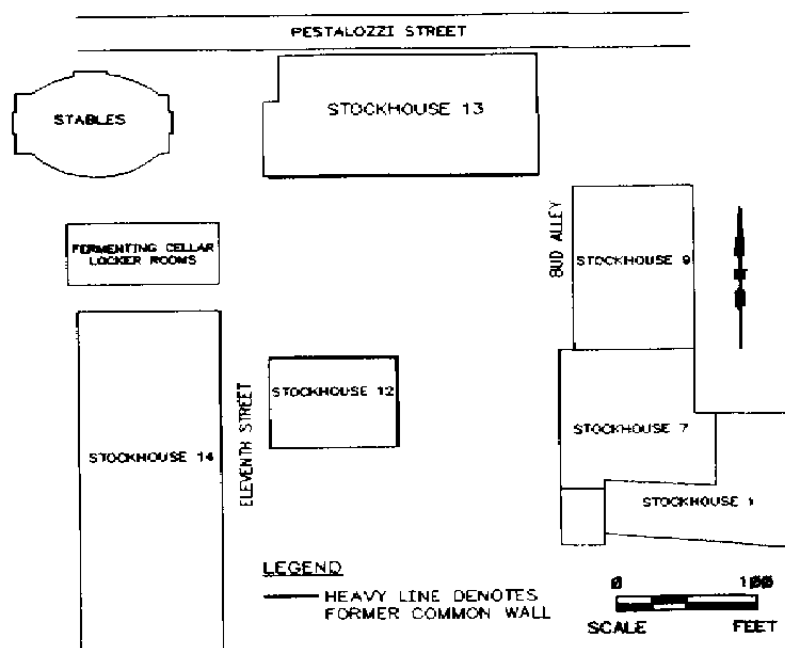 PESTALOZZI STREET
STABLES
STOCKHOUSE 13
BUD ALLEY
FERMENTING CELLAR
LOCKER ROOMS
STOCKHOUSE 9
N
STOCKHOUSE 12
ELEVENTH STREET
STOCKHOUSE 7
STOCKHOUSE 14
STOCKHOUSE 1
LEGEND
HEAVY LINE DENOTES
FORMER COMMON WALL
0 100
SCALE FEET